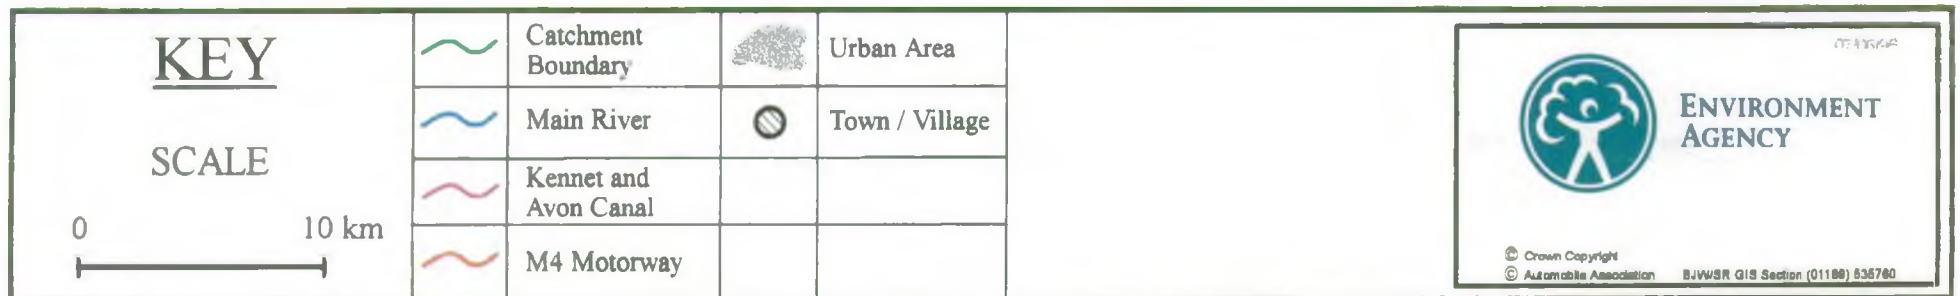 KEY
SCALE
0 10 km
Catchment
Boundary
Urban Area
Main River
Town / Village
Kennet and
Avon Canal
M4 Motorway
ENVIRONMENT
AGENCY
© Crown Copyright
© Automobile Association BJWSR GIS Section (01189) 535760